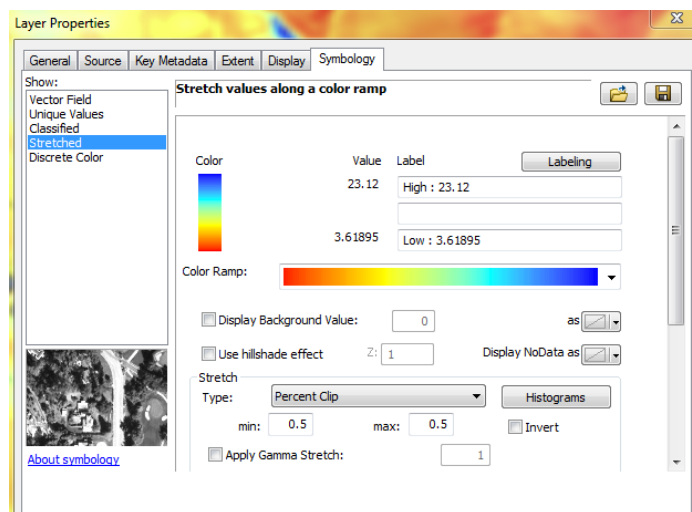 Layer Properties
General Source Key Metadata Extent Display Symbology
Show:
Vector Field
Unique Values
Classified
Stretched
Discrete Color
About symbology
Stretch values along a color ramp
Color Value Label Labeling
23.12 High : 23.12
3.61895 Low : 3.61895
Color Ramp:
Display Background Value: 0 as
Use hillshade effect Z: 1 Display NoData as
Stretch
Type: Percent Clip Histograms
min: 0.5 max: 0.5 Invert
Apply Gamma Stretch: 1